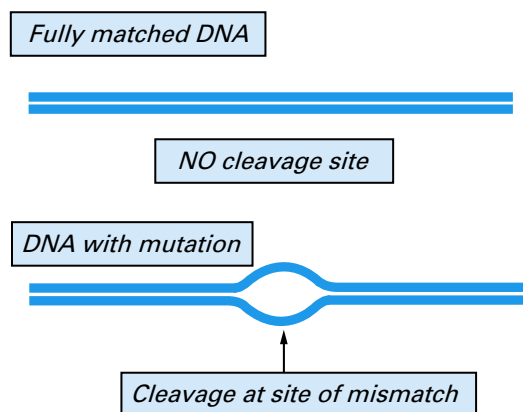 Fully matched DNA
NO cleavage site
DNA with mutation
Cleavage at site of mismatch